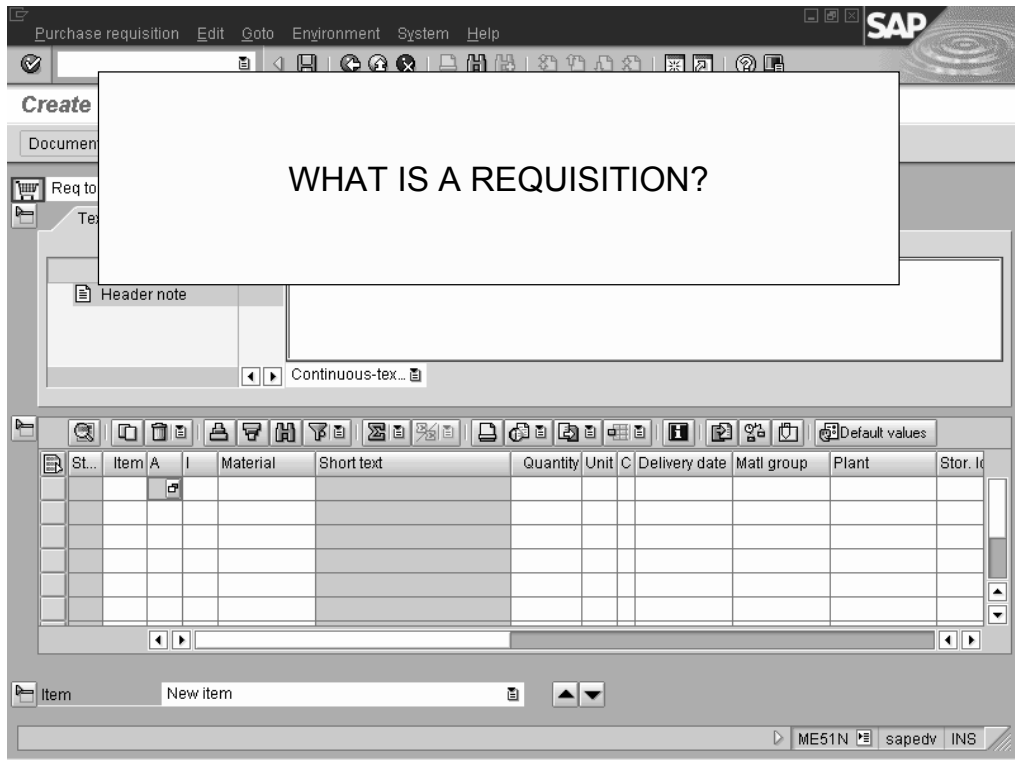 Purchase requisition Edit Goto Environment System Help
SAP
Create
Document
WHAT IS A REQUISITION?
Req to
Header note
Continuous-tex...
Default values
St... Item A I Material Short text Quantity Unit C Delivery date Matl group Plant Stor. lo
Item New item
ME51N sapedv INS